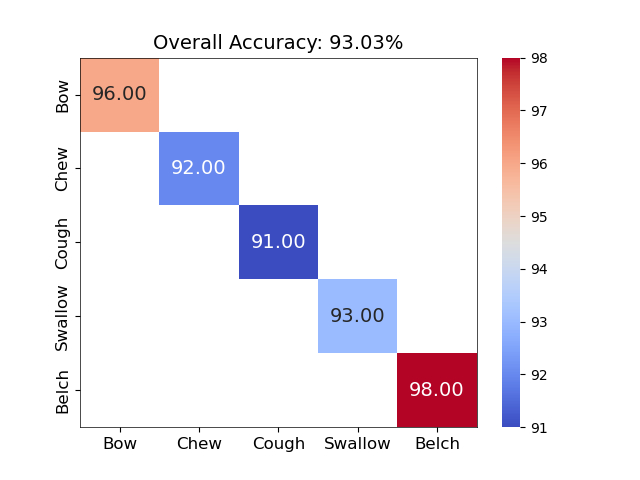 Overall Accuracy: 93.03%
Bow
Chew
Cough
Swallow
Belch
96.00
92.00
91.00
93.00
98.00
Bow Chew Cough Swallow Belch
98
97
96
95
94
93
92
91